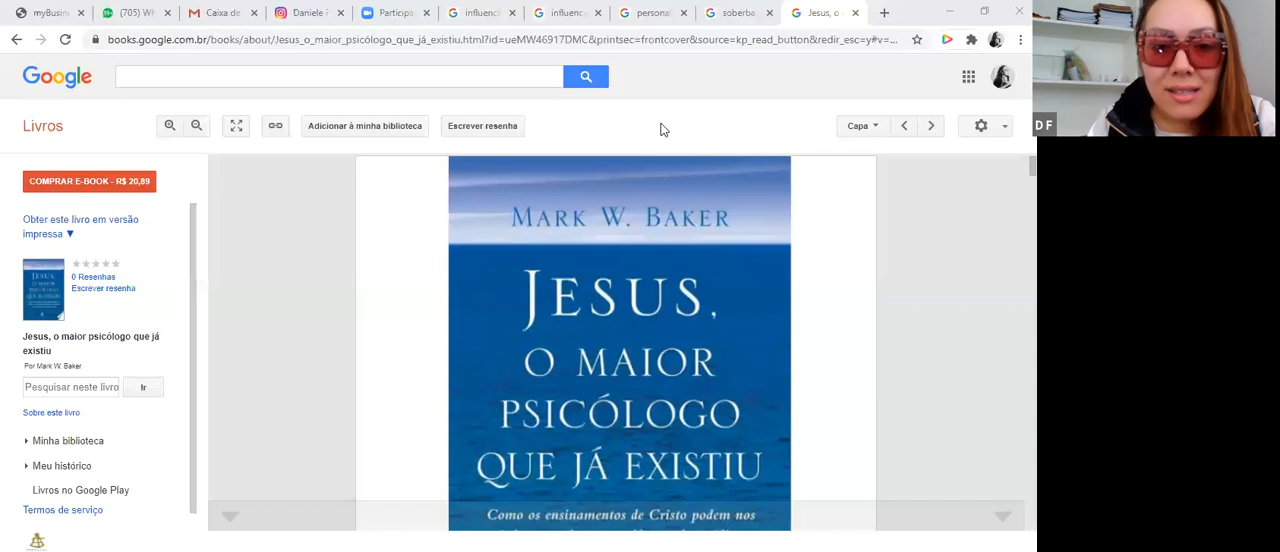 myBusin
(705) Wh
Caixa de
Daniele F
Participa
influenci
influenc
personal
soberba
Jesus, o
books.google.com.br/books/about/Jesus_o_maior_psicólogo_que_já_existiu.html?id=sMW46917DMC&printsec=frontcover&source=kp_read_button&redir_esc=y#v=...
Google
Livros
Adicionar à minha biblioteca
Escrever resenha
Capa
D F
COMPRAR E-BOOK - R$ 20,89
Obter este livro em versão
impressa ▼
0 Resenhas
Escrever resenha
Jesus, o maior psicólogo que já
existiu
Por Mark W. Baker
Pesquisar neste livro
Ir
Sobre este livro
Minha biblioteca
Meu histórico
Livros no Google Play
Termos de serviço
MARK W. BAKER
JESUS,
O MAIOR
PSICÓLOGO
QUE JÁ EXISTIU
Como os ensinamentos de Cristo podem nos